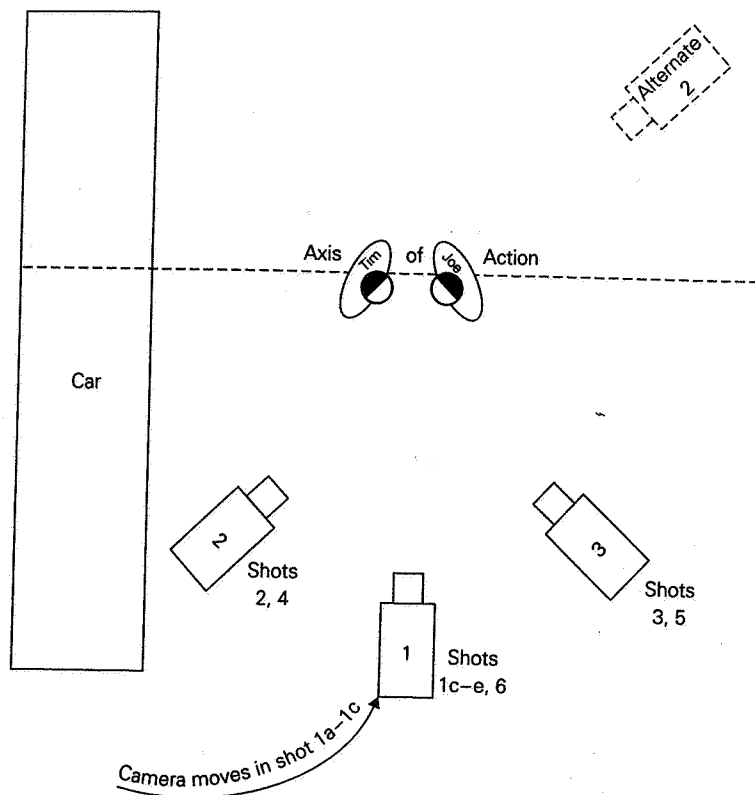 Alternate
2
Axis of Action
Tim
Joe
Car
2
Shots
2, 4
3
Shots
3, 5
1
Shots
1c–e, 6
Camera moves in shot 1a–1c